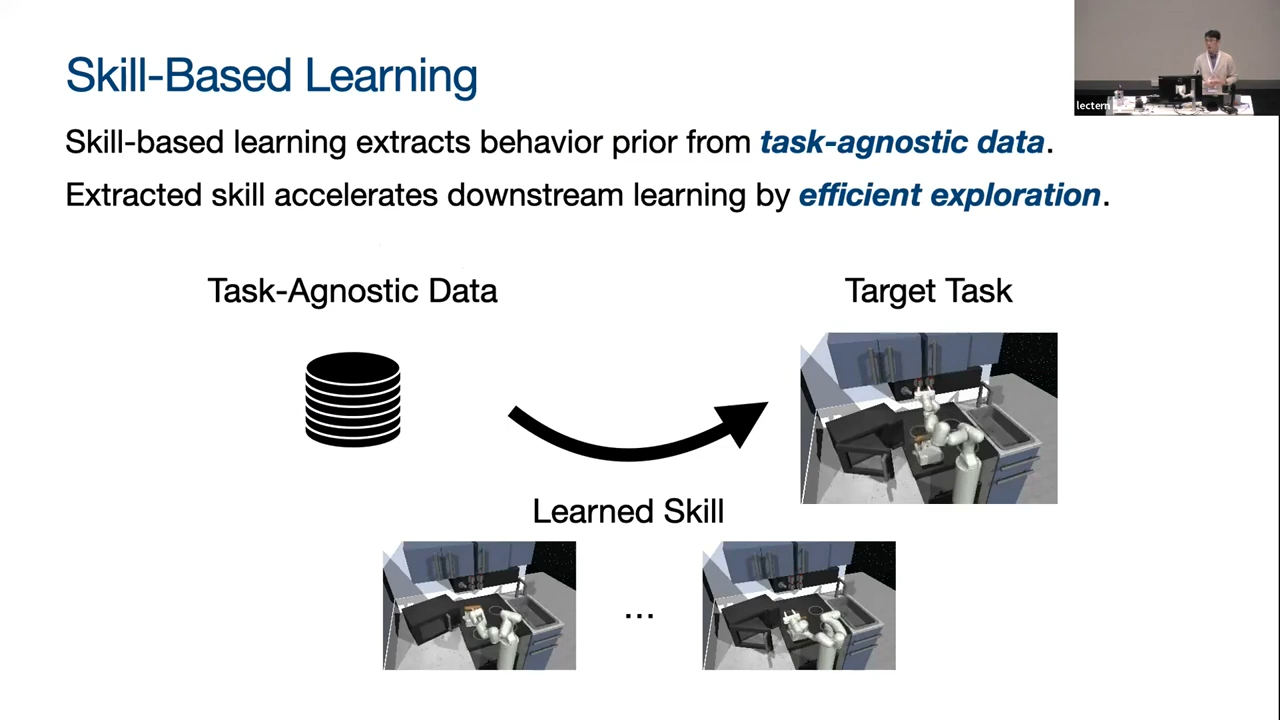 Skill-Based Learning
lectern
Skill-based learning extracts behavior prior from task-agnostic data.
Extracted skill accelerates downstream learning by efficient exploration.
Task-Agnostic Data
Target Task
Learned Skill
...